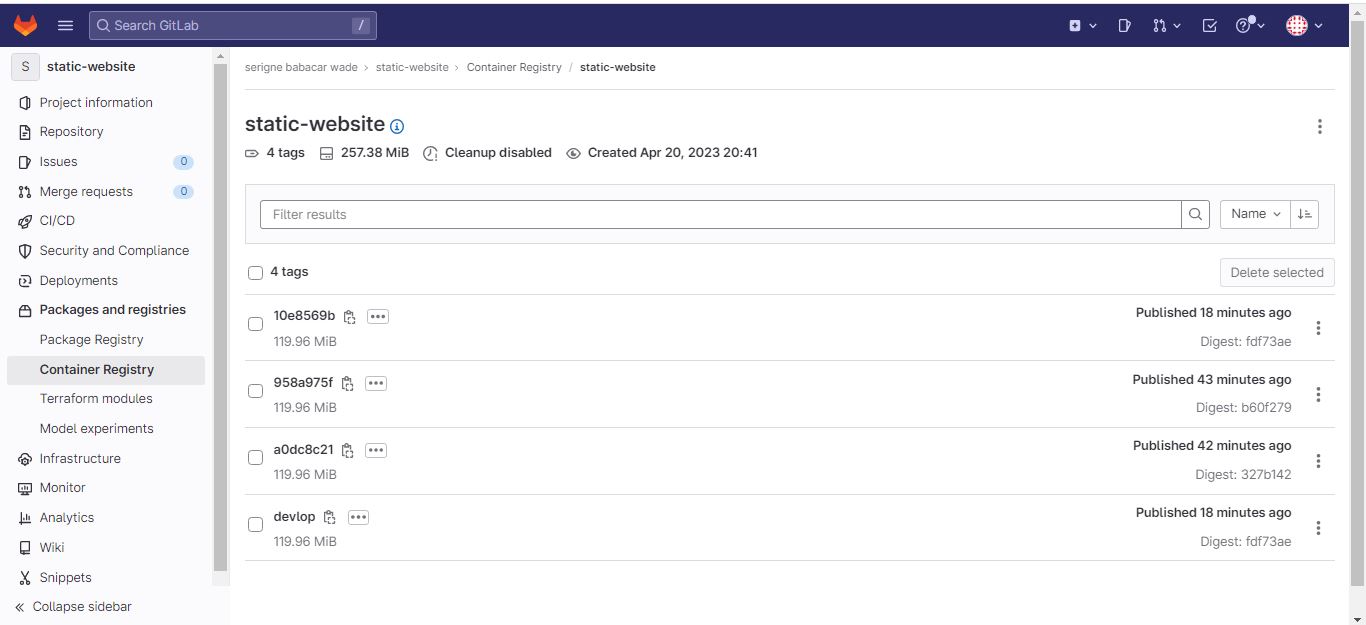 Search GitLab /
S static-website
Project information
Repository
Issues 0
Merge requests 0
CI/CD
Security and Compliance
Deployments
Packages and registries
Package Registry
Container Registry
Terraform modules
Model experiments
Infrastructure
Monitor
Analytics
Wiki
Snippets
Collapse sidebar
serigne babacar wade › static-website › Container Registry / static-website
static-website
4 tags 257.38 MiB Cleanup disabled Created Apr 20, 2023 20:41
Filter results Name
4 tags Delete selected
10e8569b Published 18 minutes ago
119.96 MiB Digest: fdf73ae
958a975f Published 43 minutes ago
119.96 MiB Digest: b60f279
a0dc8c21 Published 42 minutes ago
119.96 MiB Digest: 327b142
devlop Published 18 minutes ago
119.96 MiB Digest: fdf73ae